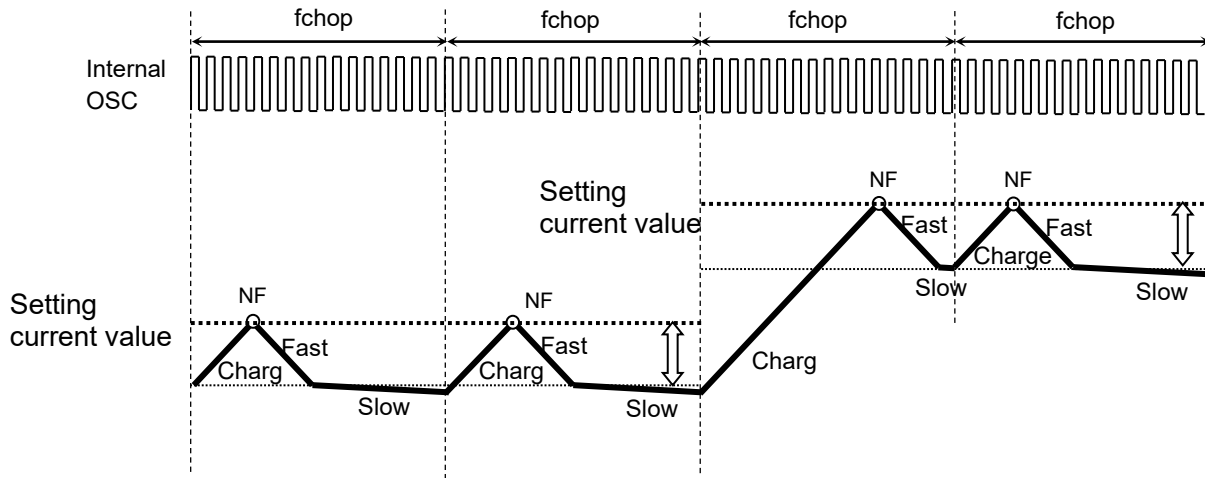 fchop
fchop
fchop
fchop
Internal
OSC
Setting
current value
NF
NF
Fast
Fast
Charge
Slow
Slow
Charg
Setting
current value
NF
NF
Fast
Fast
Charg
Charg
Slow
Slow